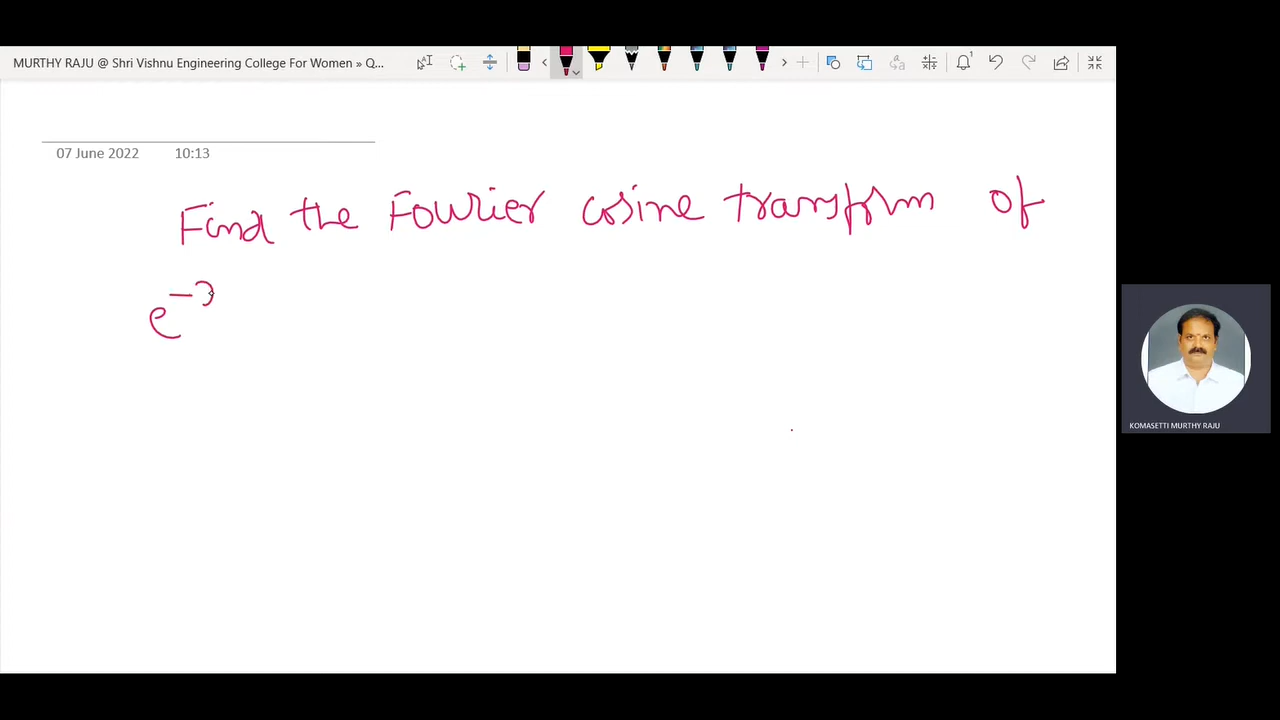 MURTHY RAJU @ Shri Vishnu Engineering College For Women » Q...
07 June 2022 10:13
Find the Fourier cosine transform of
e⁻
KOMASETTI MURTHY RAJU